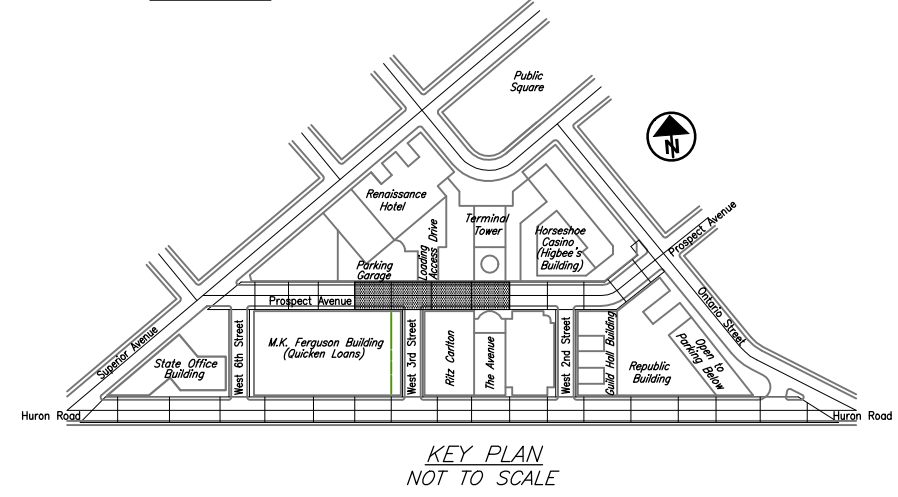 Public
Square
N
Renaissance
Hotel
Terminal
Tower
Horseshoe
Casino
(Higbee's
Building)
Loading
Access Drive
Parking
Garage
Prospect Avenue
Prospect Avenue
Ontario Street
Superior Avenue
State Office
Building
West 6th Street
M.K. Ferguson Building
(Quicken Loans)
West 3rd Street
Ritz Carlton
The Avenue
West 2nd Street
Guild Hall Building
Republic
Building
Open to
Parking Below
Huron Road
Huron Road
KEY PLAN
NOT TO SCALE